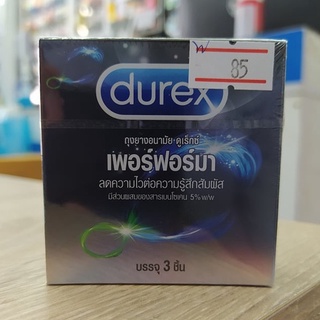 durex
W
85
ถุงยางอนามัย ดูเร็กซ์
เพอร์ฟอร์มา
ลดความไวต่อความรู้สึกสัมผัส
มีส่วนผสมของสารเบนโซเคน 5% w/w
บรรจุ 3 ชิ้น